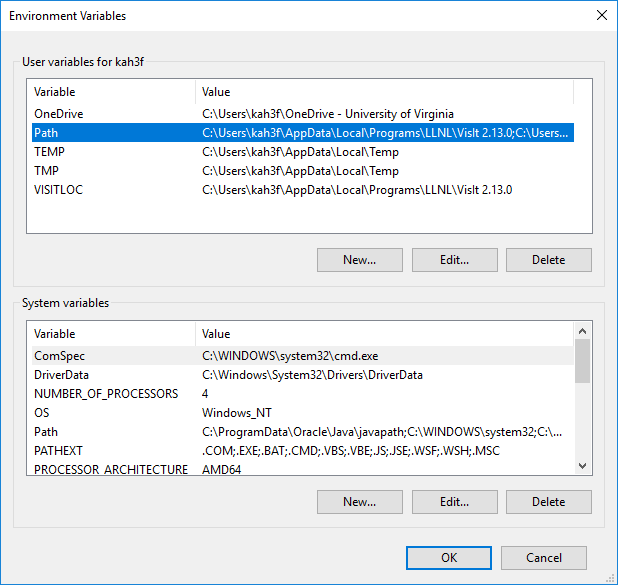 Environment Variables
User variables for kah3f
Variable Value
OneDrive C:\Users\kah3f\OneDrive - University of Virginia
Path C:\Users\kah3f\AppData\Local\Programs\LLNL\VisIt 2.13.0;C:\Users...
TEMP C:\Users\kah3f\AppData\Local\Temp
TMP C:\Users\kah3f\AppData\Local\Temp
VISITLOC C:\Users\kah3f\AppData\Local\Programs\LLNL\VisIt 2.13.0
New... Edit... Delete
System variables
Variable Value
ComSpec C:\WINDOWS\system32\cmd.exe
DriverData C:\Windows\System32\Drivers\DriverData
NUMBER_OF_PROCESSORS 4
OS Windows_NT
Path C:\ProgramData\Oracle\Java\javapath;C:\WINDOWS\system32;C:\...
PATHEXT .COM;.EXE;.BAT;.CMD;.VBS;.VBE;.JS;.JSE;.WSF;.WSH;.MSC
PROCESSOR_ARCHITECTURE AMD64
New... Edit... Delete
OK Cancel